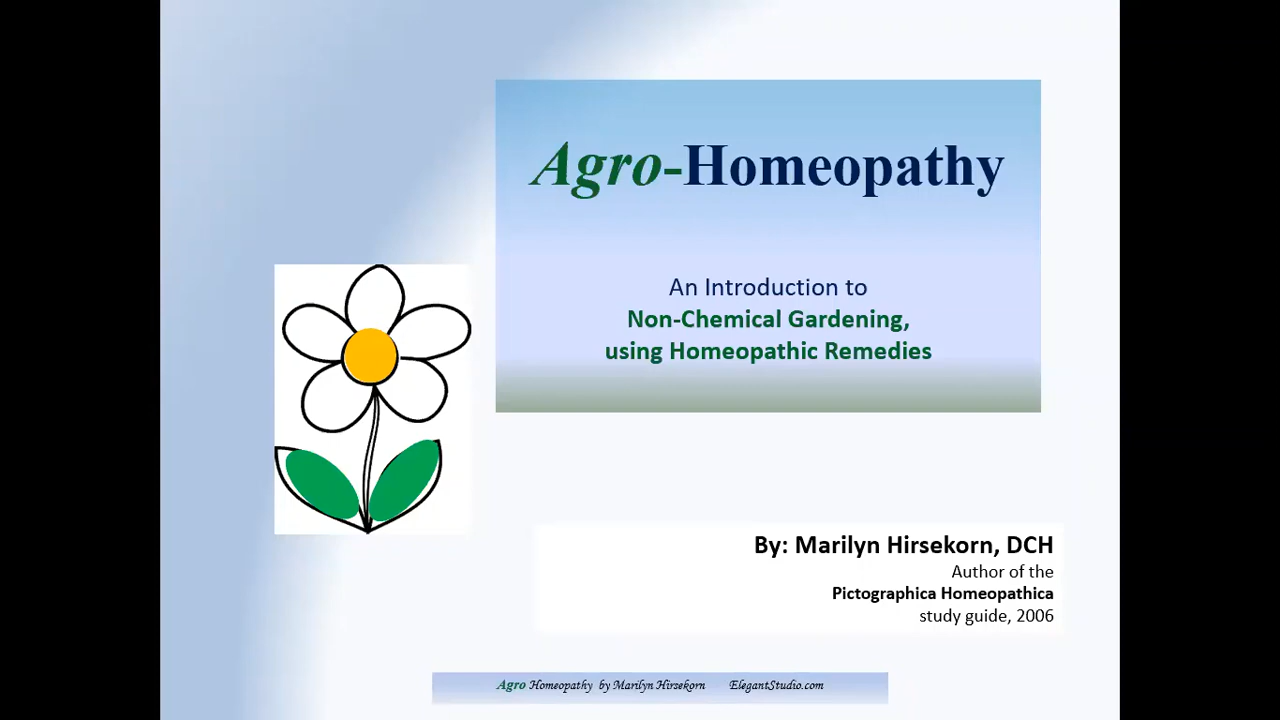 Agro-Homeopathy
An Introduction to
Non-Chemical Gardening,
using Homeopathic Remedies
By: Marilyn Hirsekorn, DCH
Author of the
Pictographica Homeopathica
study guide, 2006
Agro Homeopathy by Marilyn Hirsekorn ElegantStudio.com